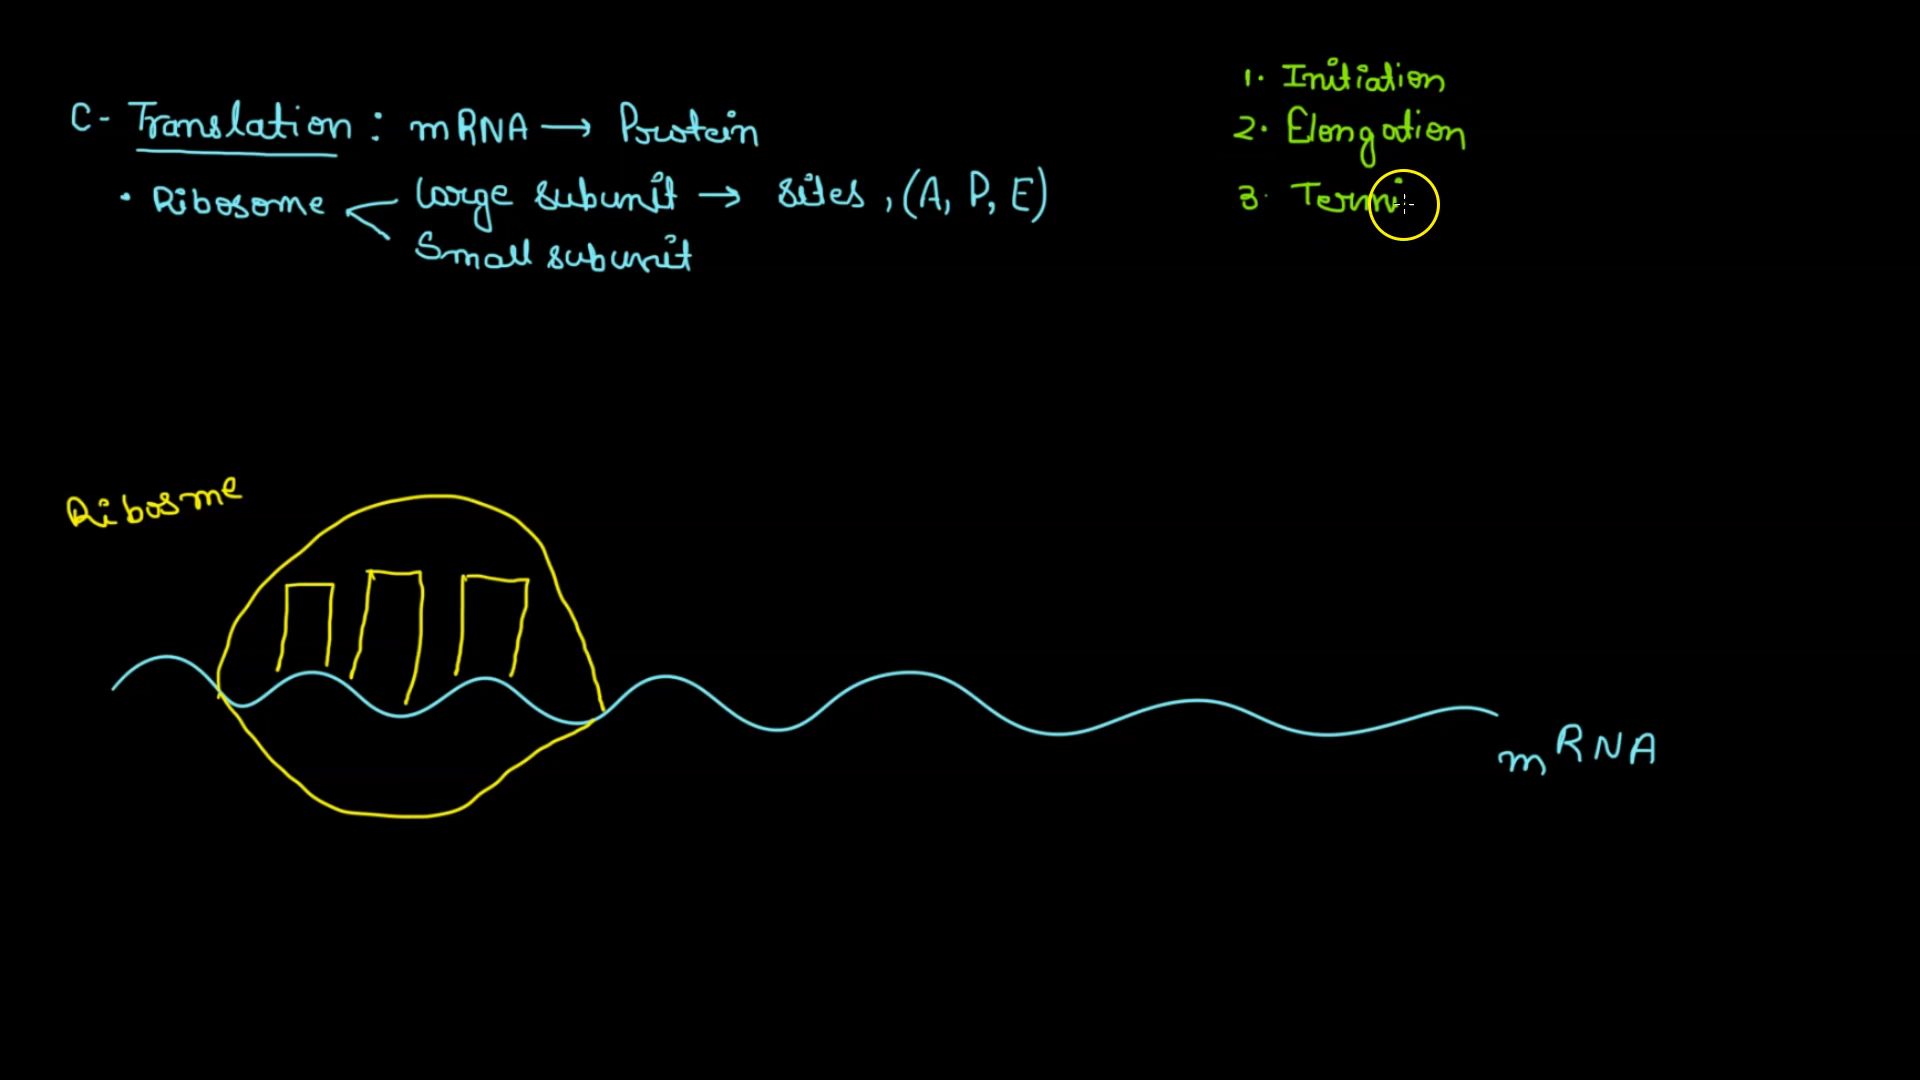 C- Translation : mRNA → Protein
• Ribosome < Large subunit → sites, (A, P, E)
Small subunit
1. Initiation
2. Elongation
3. Termi
Ribosme
mRNA